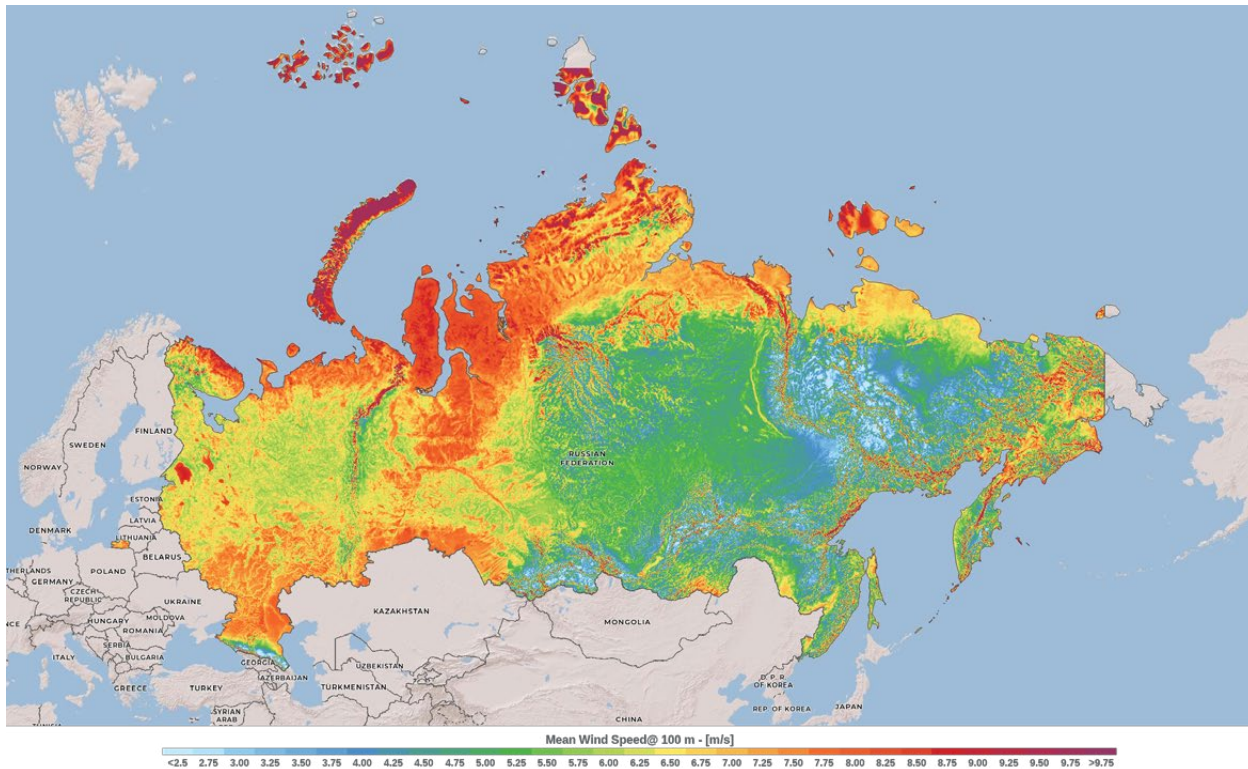 SWEDEN
FINLAND
NORWAY
RUSSIAN
FEDERATION
ESTONIA
LATVIA
DENMARK
LITHUANIA
BELARUS
THERLANDS
POLAND
GERMANY
CZECH
REPUBLIC
UKRAINE
KAZAKHSTAN
MONGOLIA
HUNGARY
MOLDOVA
ROMANIA
SERBIA
ITALY
BULGARIA
GEORGIA
UZBEKISTAN
AZERBAIJAN
GREECE
TURKEY
TURKMENISTAN
D. P. R.
OF KOREA
REP. OF KOREA
JAPAN
SYRIAN
ARAB
CHINA
Mean Wind Speed@ 100 m - [m/s]
<2.5 2.75 3.00 3.25 3.50 3.75 4.00 4.25 4.50 4.75 5.00 5.25 5.50 5.75 6.00 6.25 6.50 6.75 7.00 7.25 7.50 7.75 8.00 8.25 8.50 8.75 9.00 9.25 9.50 9.75 >9.75